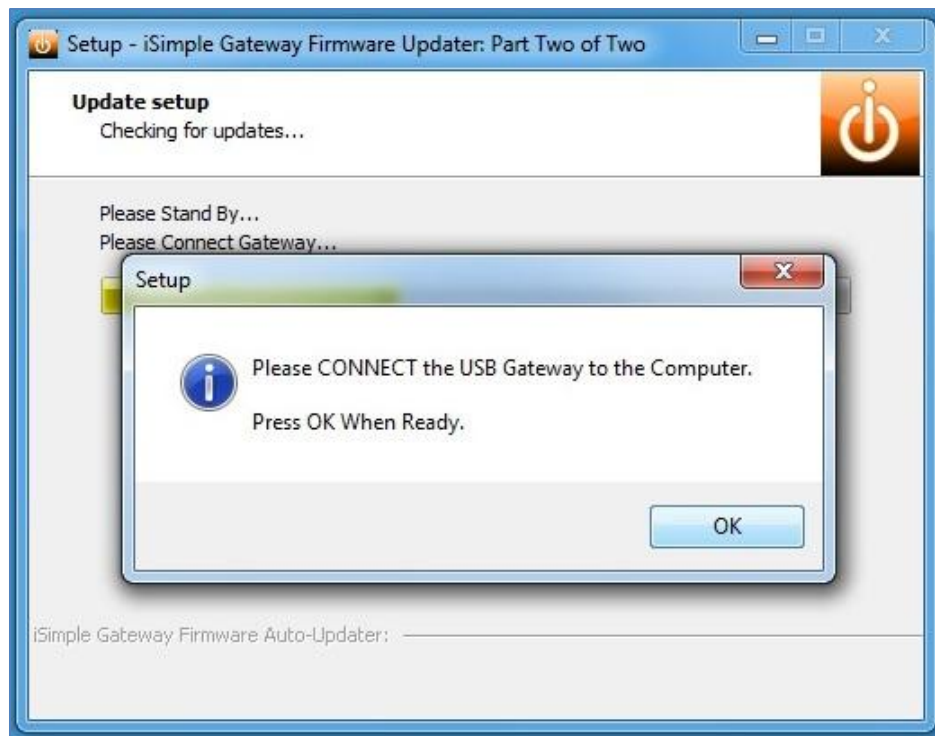 Setup - iSimple Gateway Firmware Updater: Part Two of Two
Update setup
Checking for updates...
Please Stand By...
Please Connect Gateway...
Setup
Please CONNECT the USB Gateway to the Computer.
Press OK When Ready.
OK
iSimple Gateway Firmware Auto-Updater: